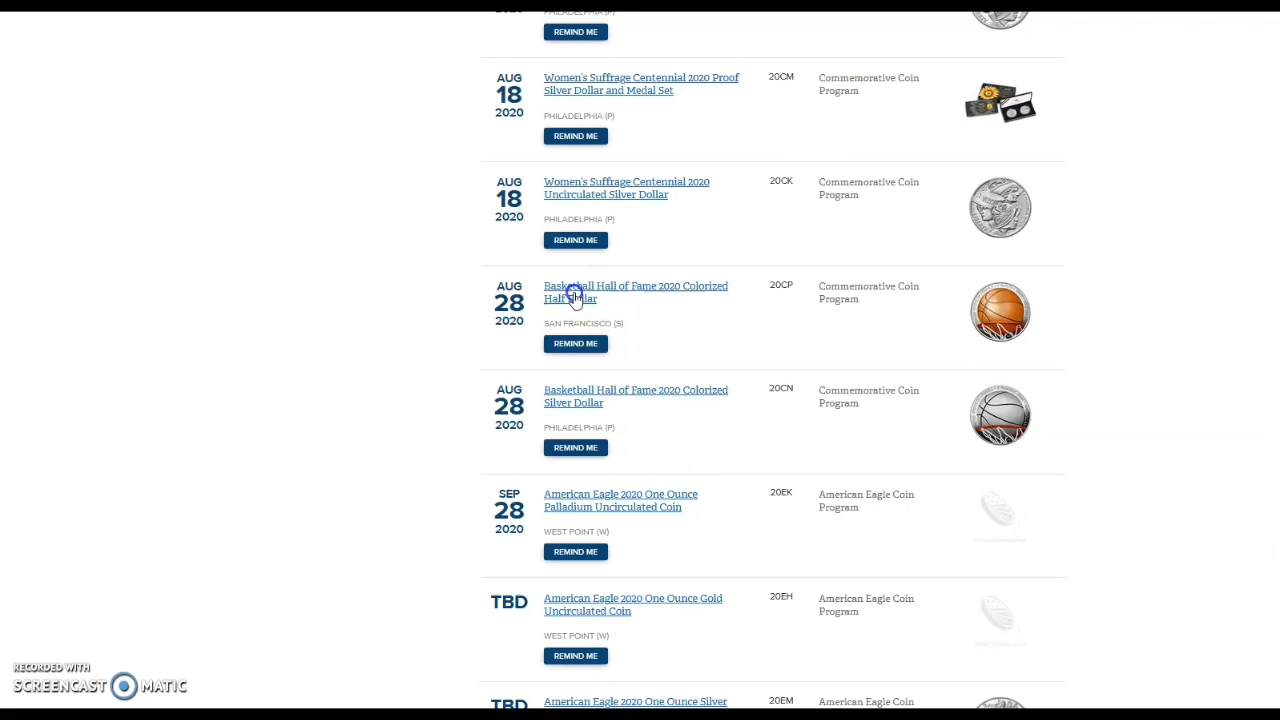 2020
PHILADELPHIA (P)
REMIND ME
AUG
18
2020
Women's Suffrage Centennial 2020 Proof
Silver Dollar and Medal Set
PHILADELPHIA (P)
REMIND ME
20CM
Commemorative Coin
Program
AUG
18
2020
Women's Suffrage Centennial 2020
Uncirculated Silver Dollar
PHILADELPHIA (P)
REMIND ME
20CK
Commemorative Coin
Program
AUG
28
2020
Basketball Hall of Fame 2020 Colorized
Half Dollar
SAN FRANCISCO (S)
REMIND ME
20CP
Commemorative Coin
Program
AUG
28
2020
Basketball Hall of Fame 2020 Colorized
Silver Dollar
PHILADELPHIA (P)
REMIND ME
20CN
Commemorative Coin
Program
SEP
28
2020
American Eagle 2020 One Ounce
Palladium Uncirculated Coin
WEST POINT (W)
REMIND ME
20EK
American Eagle Coin
Program
TBD
American Eagle 2020 One Ounce Gold
Uncirculated Coin
WEST POINT (W)
REMIND ME
20EH
American Eagle Coin
Program
TBD
American Eagle 2020 One Ounce Silver
20EM
American Eagle Coin
RECORDED WITH
SCREENCAST MATIC